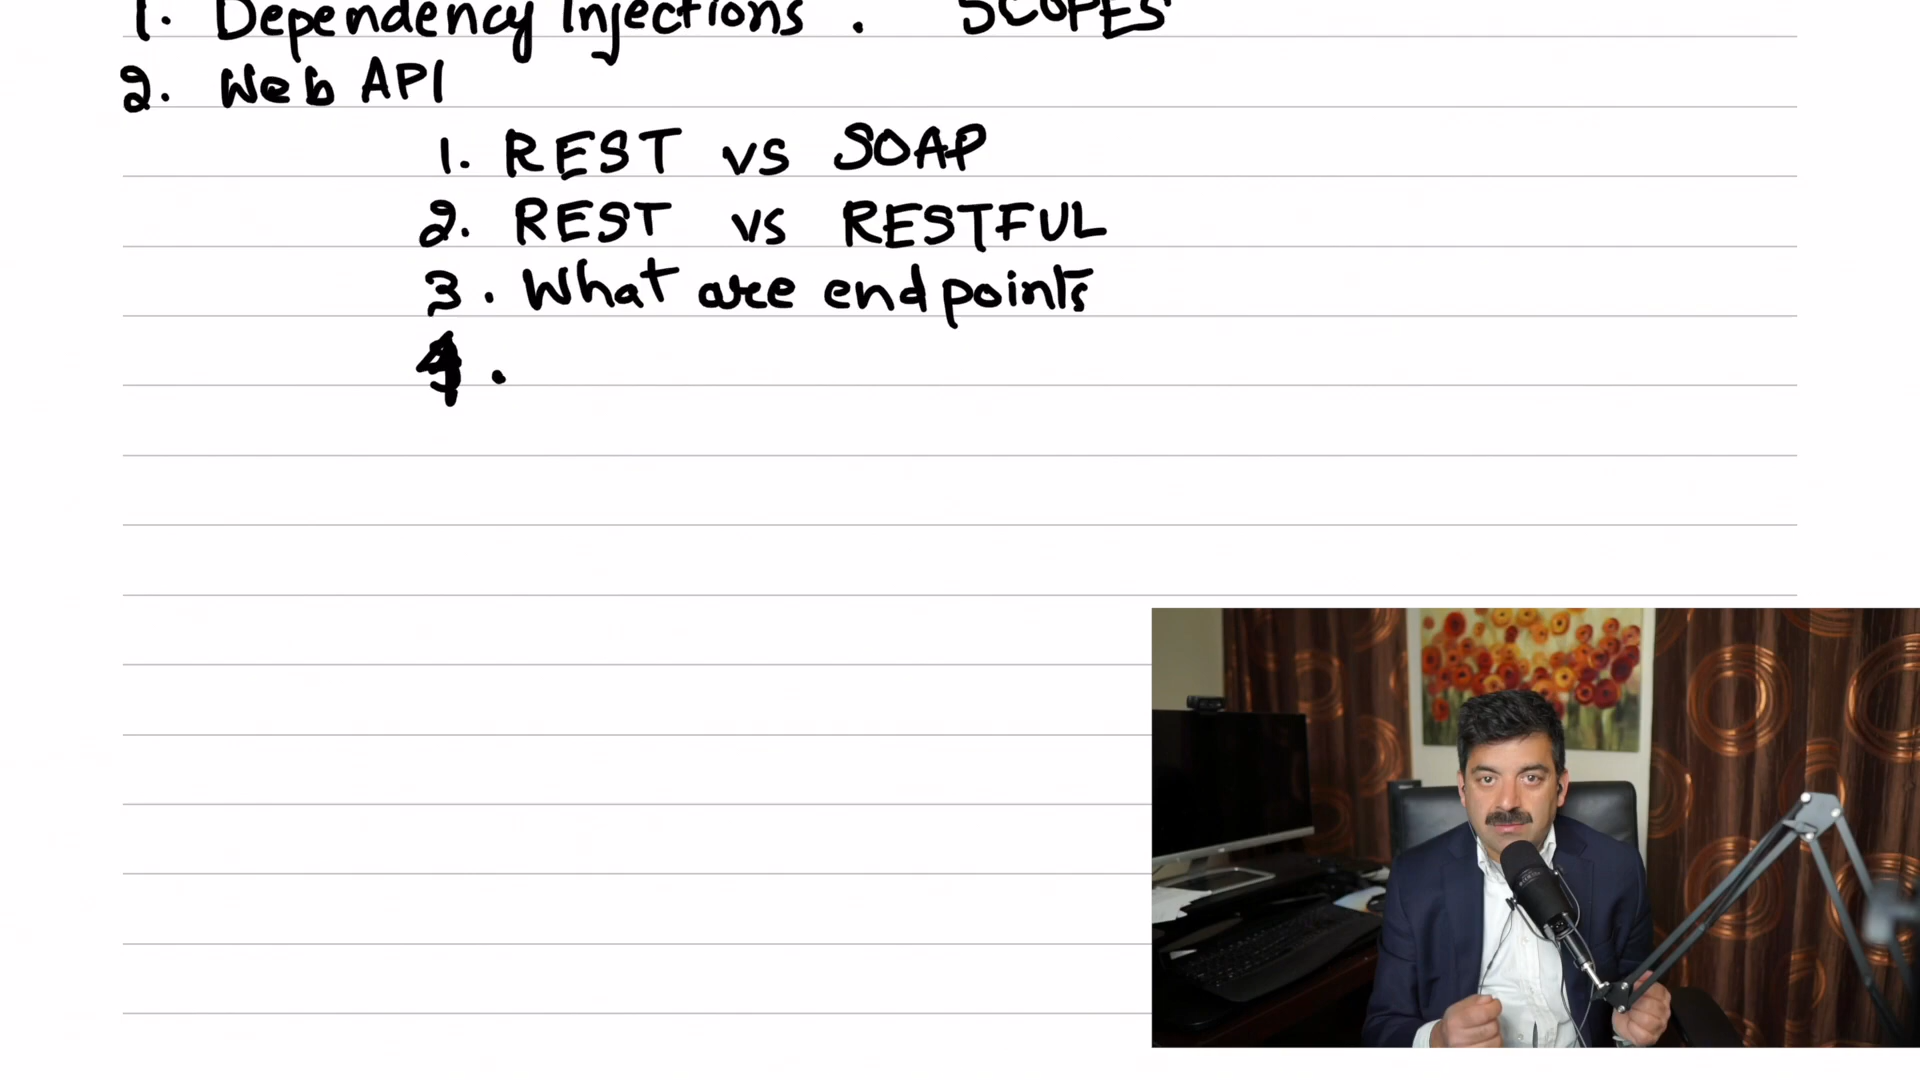 1. Dependency Injections . SCOPES
2. Web API
1. REST vs SOAP
2. REST vs RESTFUL
3. What are endpoints
4.